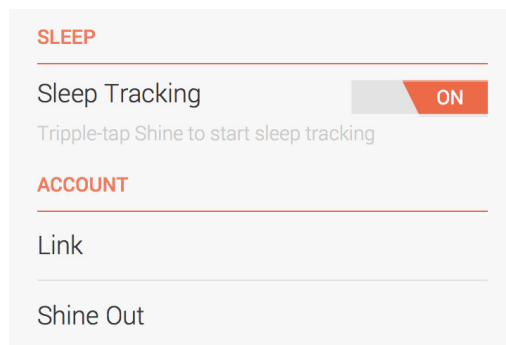 SLEEP
Sleep Tracking ON
Tripple-tap Shine to start sleep tracking
ACCOUNT
Link
Shine Out